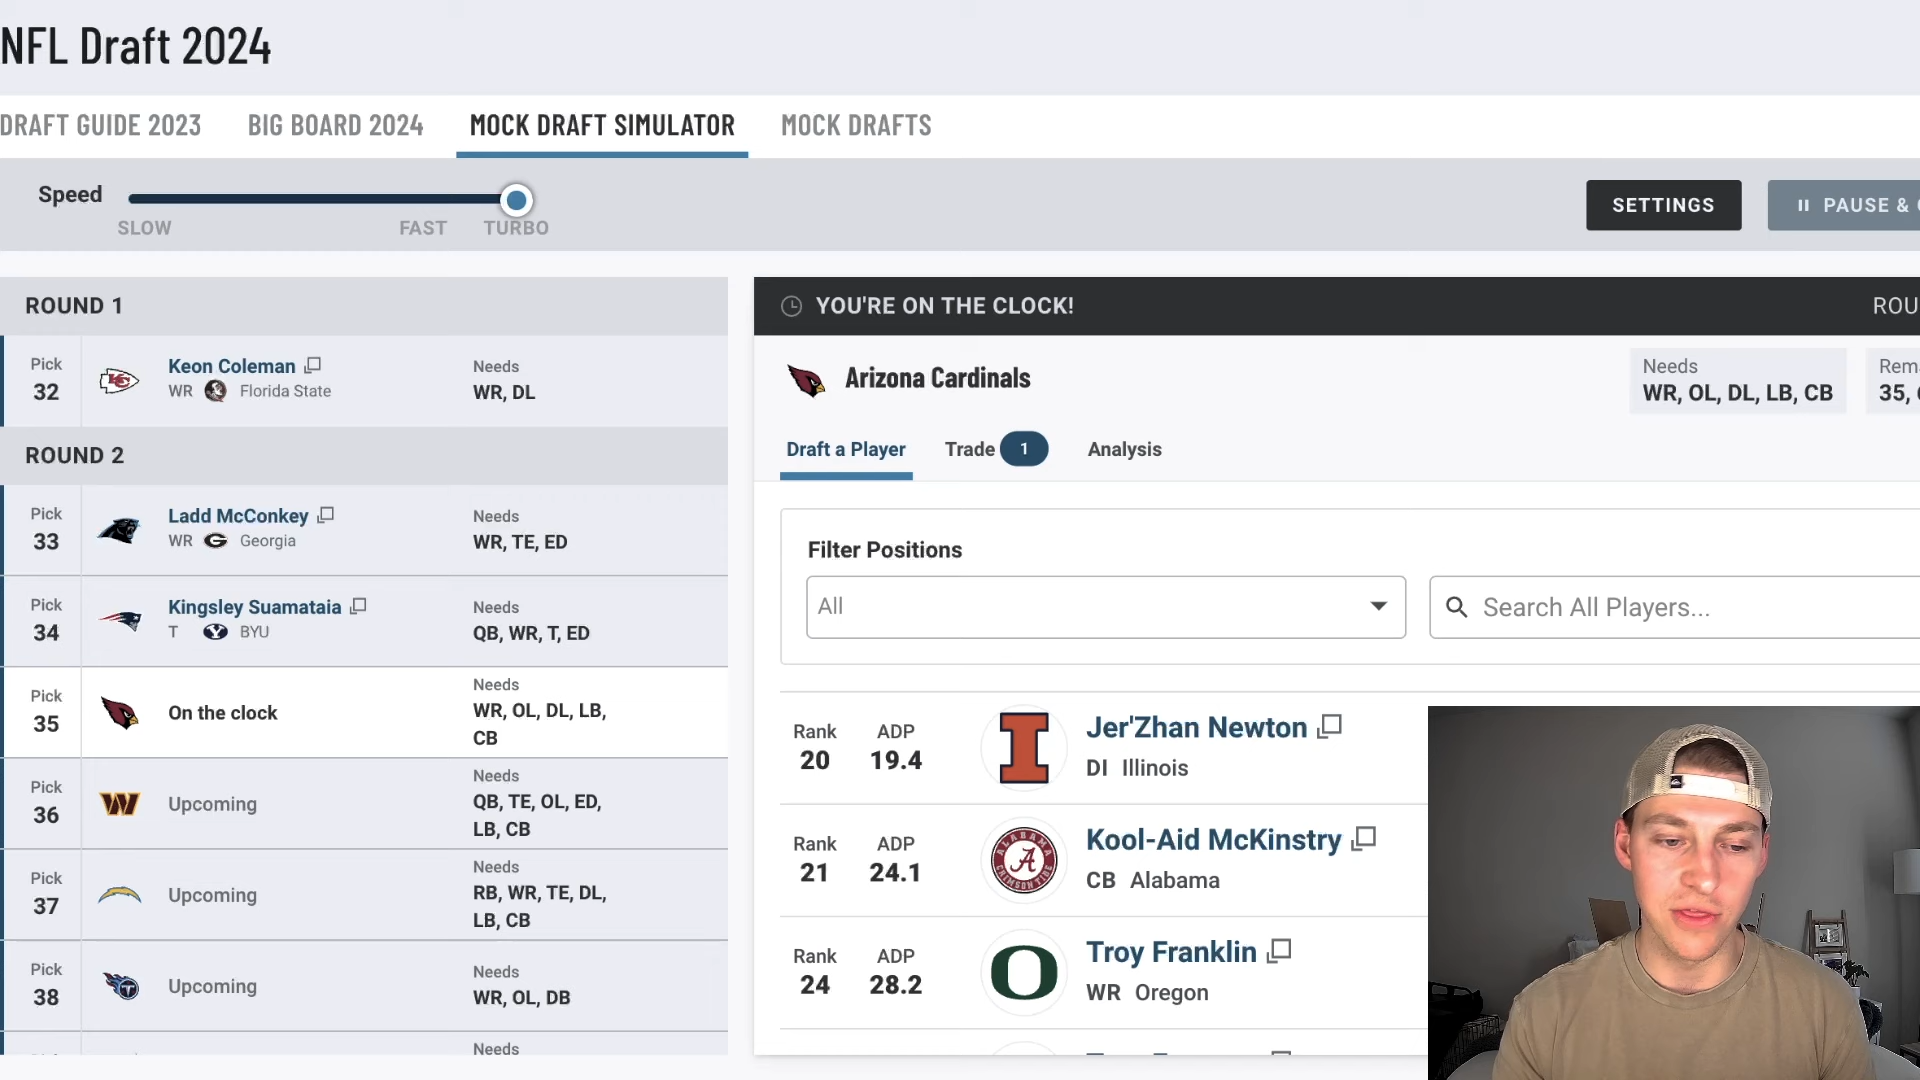 NFL Draft 2024
DRAFT GUIDE 2023 BIG BOARD 2024 MOCK DRAFT SIMULATOR MOCK DRAFTS
Speed
SLOW FAST TURBO
SETTINGS
PAUSE &
ROUND 1
Pick 32
Keon Coleman
WR Florida State
Needs
WR, DL
ROUND 2
Pick 33
Ladd McConkey
WR Georgia
Needs
WR, TE, ED
Pick 34
Kingsley Suamataia
T BYU
Needs
QB, WR, T, ED
Pick 35
On the clock
Needs
WR, OL, DL, LB,
CB
Pick 36
Upcoming
Needs
QB, TE, OL, ED,
LB, CB
Pick 37
Upcoming
Needs
RB, WR, TE, DL,
LB, CB
Pick 38
Upcoming
Needs
WR, OL, DB
Needs
YOU'RE ON THE CLOCK!
ROU
Arizona Cardinals
Needs
WR, OL, DL, LB, CB
Rem
35,
Draft a Player Trade 1 Analysis
Filter Positions
All
Search All Players...
Rank 20
ADP 19.4
Jer'Zhan Newton
DI Illinois
Rank 21
ADP 24.1
Kool-Aid McKinstry
CB Alabama
Rank 24
ADP 28.2
Troy Franklin
WR Oregon